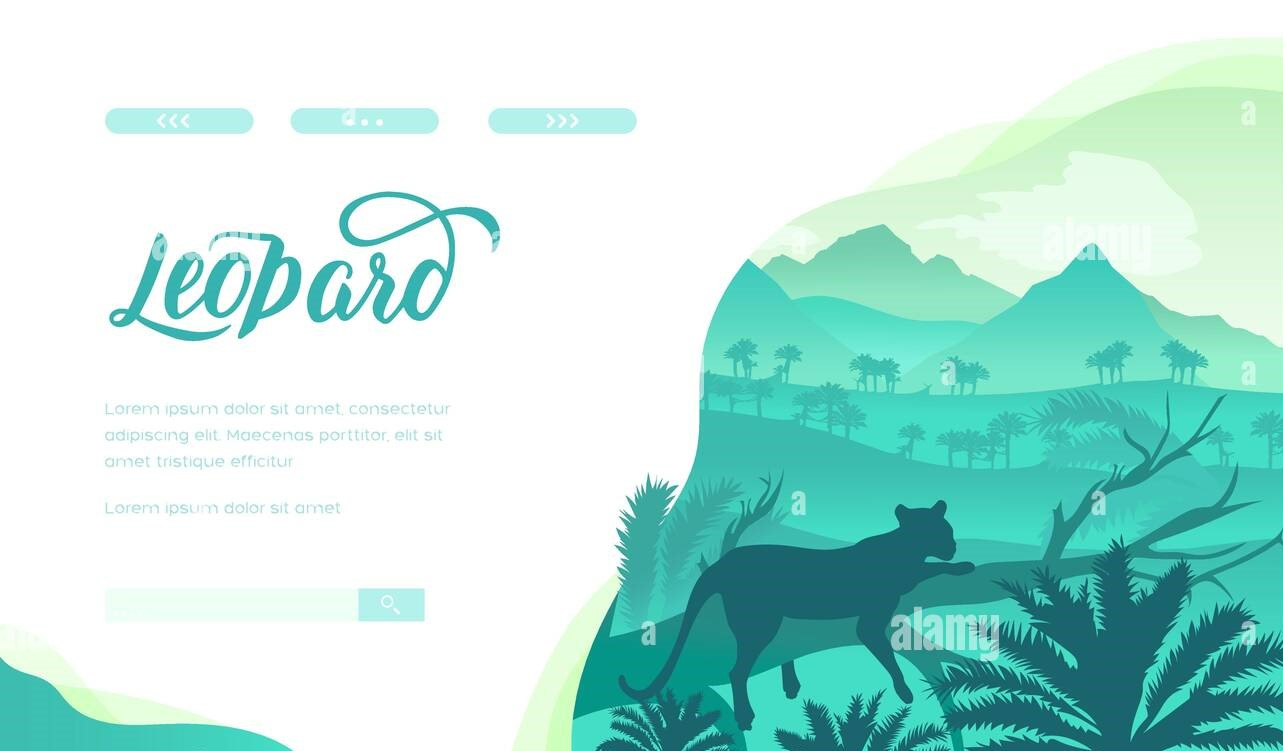 <<<
...
>>>
Leopard
Lorem ipsum dolor sit amet, consectetur
adipiscing elit. Maecenas porttitor, elit sit
amet tristique efficitur
Lorem ipsum dolor sit amet
alamy
alamy
alamy
a
a
a
a
a
a
a
a